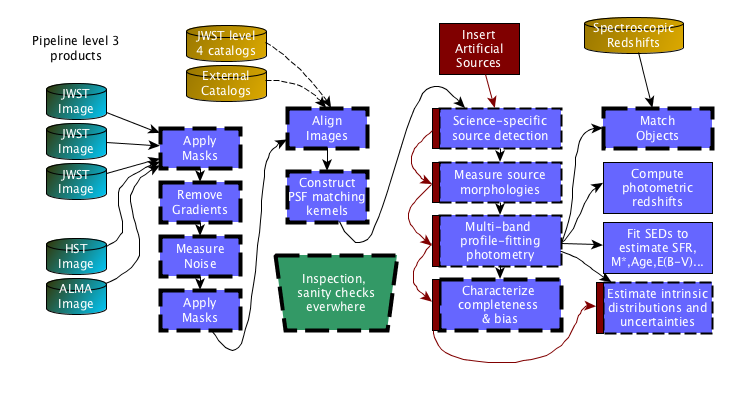 Pipeline level 3
products
JWST
Image
JWST
Image
JWST
Image
HST
Image
ALMA
Image
Apply
Masks
Remove
Gradients
Measure
Noise
Apply
Masks
JWST level
4 catalogs
External
Catalogs
Align
Images
Construct
PSF matching
kernels
Inspection,
sanity checks
everwhere
Insert
Artificial
Sources
Science-specific
source detection
Measure source
morphologies
Multi-band
profile-fitting
photometry
Characterize
completeness
& bias
Spectroscopic
Redshifts
Match
Objects
Compute
photometric
redshifts
Fit SEDs to
estimate SFR,
M*,Age,E(B-V)...
Estimate intrinsic
distributions and
uncertainties